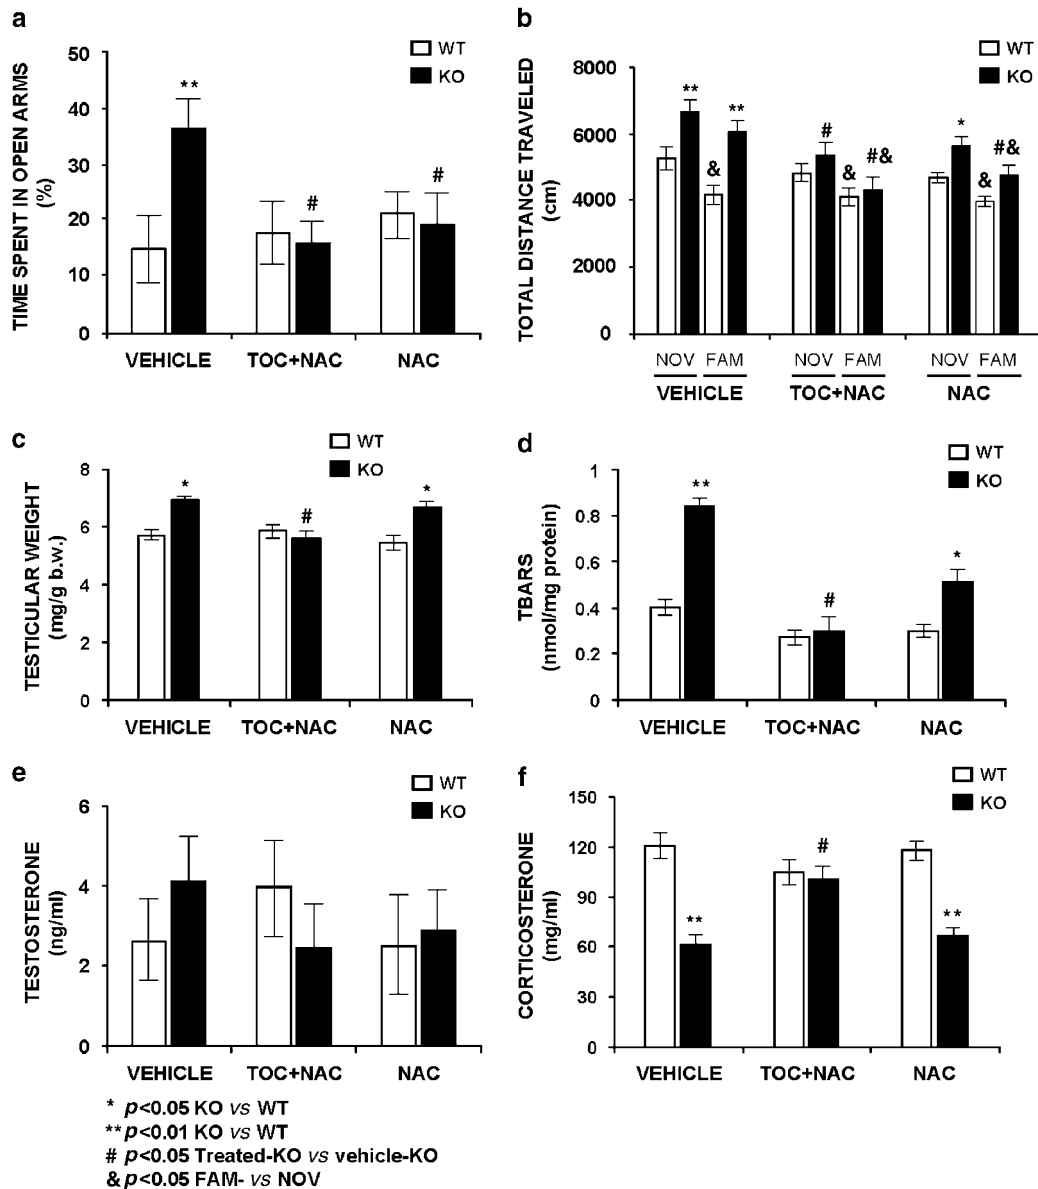 a
WT
KO
TIME SPENT IN OPEN ARMS
(%)
50
40
30
20
10
0
**
#
#
VEHICLE TOC+NAC NAC
b
WT
KO
TOTAL DISTANCE TRAVELED
(cm)
8000
6000
4000
2000
0
**
&
**
#
&
#&
*
&
#&
NOV FAM NOV FAM NOV FAM
VEHICLE TOC+NAC NAC
c
WT
KO
TESTICULAR WEIGHT
(mg/g b.w.)
8
6
4
2
0
*
#
*
VEHICLE TOC+NAC NAC
d
WT
KO
TBARS
(nmol/mg protein)
1
0.8
0.6
0.4
0.2
0
**
#
*
VEHICLE TOC+NAC NAC
e
WT
KO
TESTOSTERONE
(ng/ml)
6
4
2
0
VEHICLE TOC+NAC NAC
f
WT
KO
CORTICOSTERONE
(mg/ml)
150
120
90
60
30
0
**
#
**
VEHICLE TOC+NAC NAC
* p<0.05 KO vs WT
** p<0.01 KO vs WT
# p<0.05 Treated-KO vs vehicle-KO
& p<0.05 FAM- vs NOV